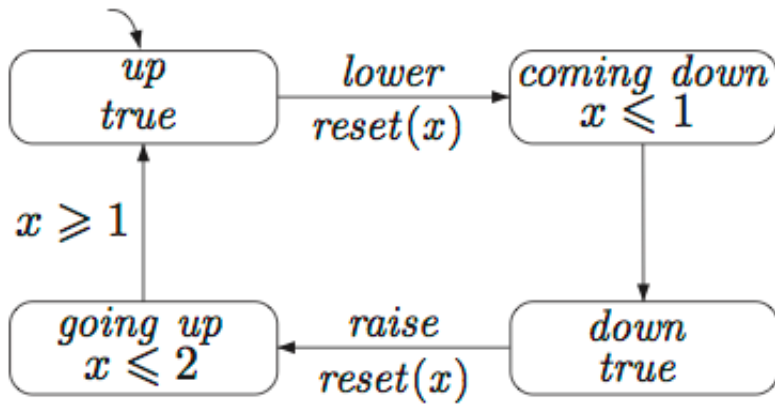 up
true
lower
reset(x)
coming down
x ⩽ 1
x ⩾ 1
going up
x ⩽ 2
raise
reset(x)
down
true